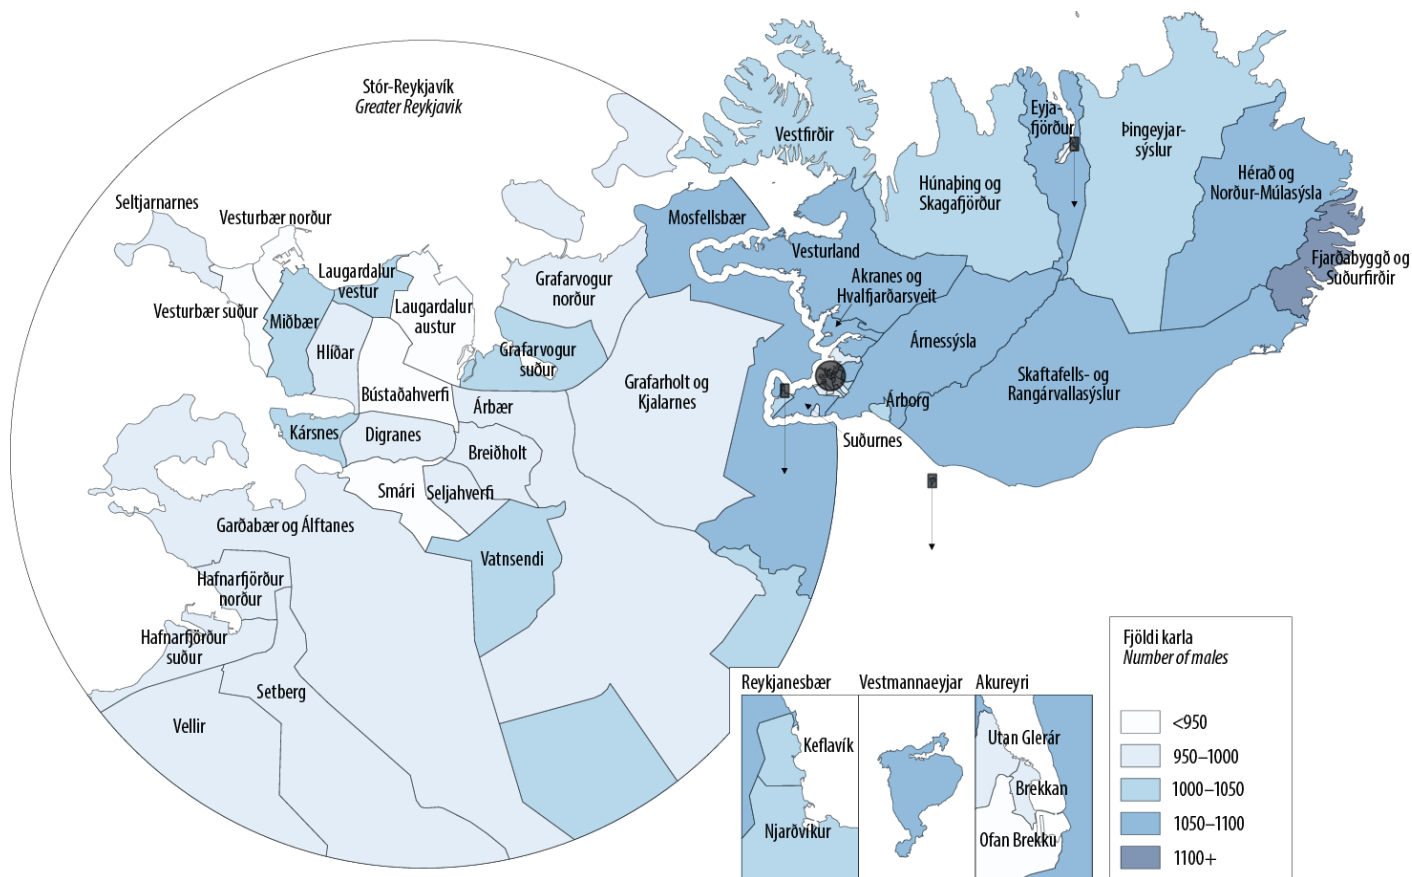 Stór-Reykjavík
Greater Reykjavik
Seltjarnarnes
Vesturbær norður
Vesturbær suður
Miðbær
Laugardalur
vestur
Laugardalur
austur
Hlíðar
Bústaðahverfi
Grafarvogur
norður
Grafarvogur
suður
Grafarholt og
Kjalarnes
Mosfellsbær
Árbær
Kársnes
Digranes
Breiðholt
Smári
Seljahverfi
Vatnsendi
Garðabær og Álftanes
Hafnarfjörður
norður
Hafnarfjörður
suður
Setberg
Vellir
Vestfirðir
Vesturland
Akranes og
Hvalfjarðarsveit
Húnaþing og
Skagafjörður
Eyja-
fjörður
Þingeyjar-
sýslur
Hérað og
Norður-Múlasýsla
Fjarðabyggð og
Suðurfirðir
Árnessýsla
Skaftafells- og
Rangárvallasýslur
Árborg
Suðurnes
Reykjanesbær
Keflavík
Njarðvíkur
Vestmannaeyjar
Akureyri
Utan Glerár
Brekkan
Ofan Brekku
Fjöldi karla
Number of males
<950
950–1000
1000–1050
1050–1100
1100+